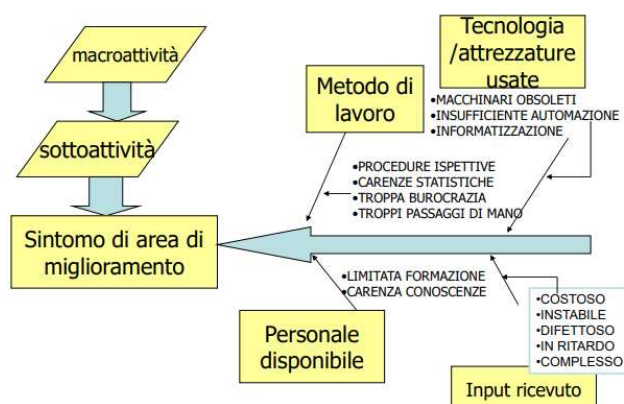 macroattività
sottoattività
Sintomo di area di
miglioramento
Metodo di
lavoro
Tecnologia
/attrezzature
usate
•MACCHINARI OBSOLETI
•INSUFFICIENTE AUTOMAZIONE
•INFORMATIZZAZIONE
•PROCEDURE ISPETTIVE
•CARENZE STATISTICHE
•TROPPA BUROCRAZIA
•TROPPI PASSAGGI DI MANO
•LIMITATA FORMAZIONE
•CARENZA CONOSCENZE
Personale
disponibile
•COSTOSO
•INSTABILE
•DIFETTOSO
•IN RITARDO
•COMPLESSO
Input ricevuto